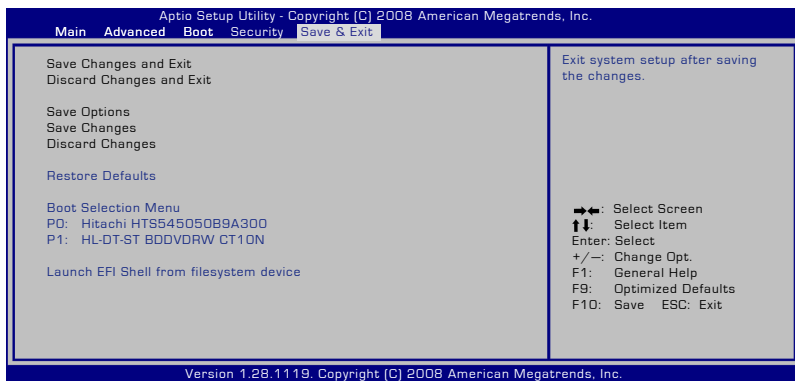 Aptio Setup Utility - Copyright (C) 2008 American Megatrends, Inc.
Main Advanced Boot Security Save & Exit
Save Changes and Exit
Discard Changes and Exit
Save Options
Save Changes
Discard Changes
Restore Defaults
Boot Selection Menu
P0: Hitachi HTS545050B9A300
P1: HL-DT-ST BDDVDRW CT10N
Launch EFI Shell from filesystem device
Exit system setup after saving
the changes.
→←: Select Screen
↑↓: Select Item
Enter: Select
+/—: Change Opt.
F1: General Help
F9: Optimized Defaults
F10: Save ESC: Exit
Version 1.28.1119. Copyright (C) 2008 American Megatrends, Inc.